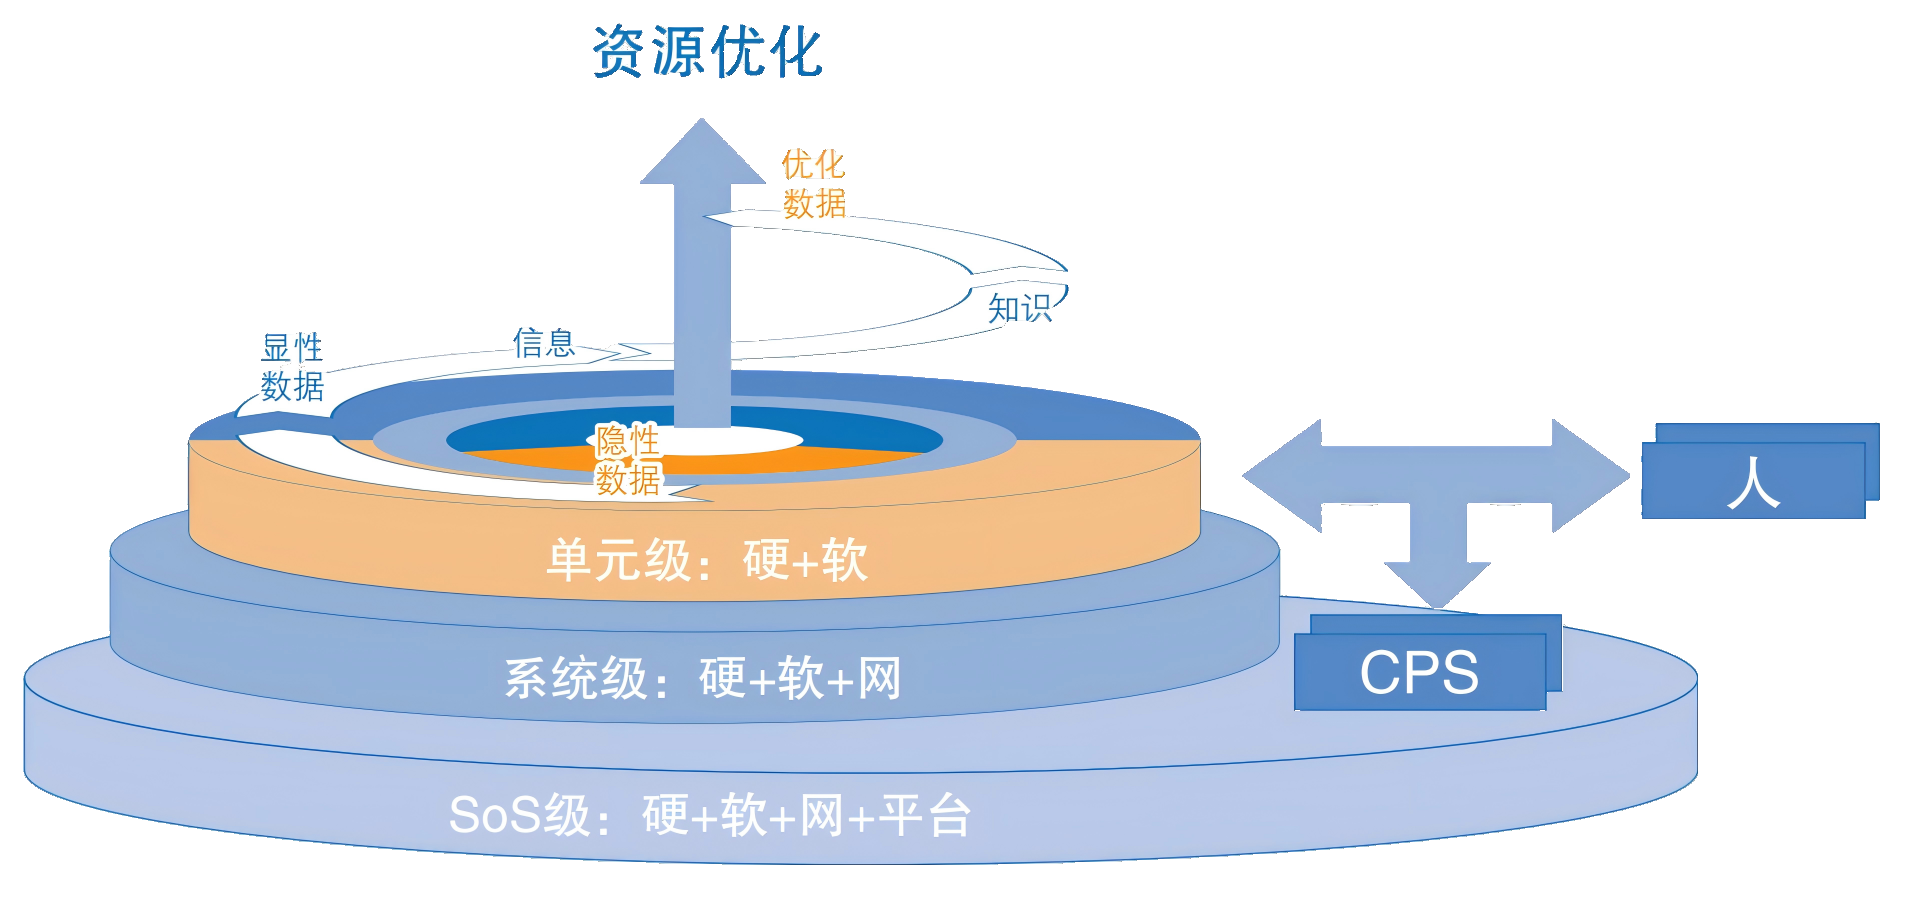 资源优化
优化
数据
知识
信息
显性
数据
隐性
数据
单元级：硬+软
系统级：硬+软+网
SoS级：硬+软+网+平台
人
CPS